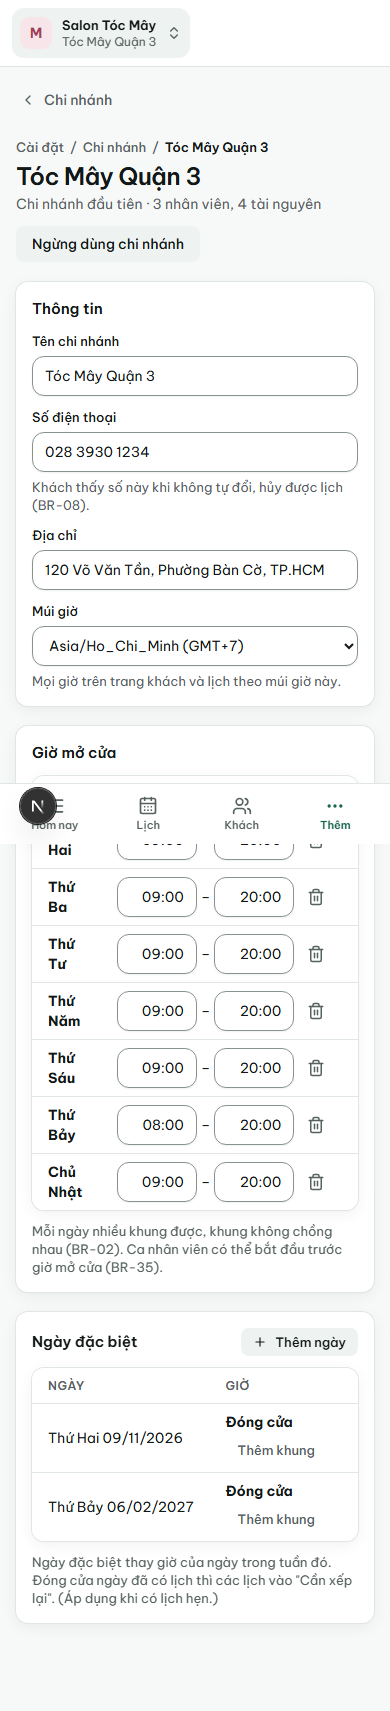 M
Salon Tóc Mây
Tóc Mây Quận 3
Chi nhánh
Cài đặt / Chi nhánh / Tóc Mây Quận 3
Tóc Mây Quận 3
Chi nhánh đầu tiên · 3 nhân viên, 4 tài nguyên
Ngừng dùng chi nhánh
Thông tin
Tên chi nhánh
Tóc Mây Quận 3
Số điện thoại
028 3930 1234
Khách thấy số này khi không tự đổi, hủy được lịch
(BR-08).
Địa chỉ
120 Võ Văn Tần, Phường Bàn Cờ, TP.HCM
Múi giờ
Asia/Ho_Chi_Minh (GMT+7)
Mọi giờ trên trang khách và lịch theo múi giờ này.
Giờ mở cửa
N
Hôm nay Lịch Khách Thêm
Hai
Thứ
Ba 09:00 – 20:00
Thứ
Tư 09:00 – 20:00
Thứ
Năm 09:00 – 20:00
Thứ
Sáu 09:00 – 20:00
Thứ
Bảy 08:00 – 20:00
Chủ
Nhật 09:00 – 20:00
Mỗi ngày nhiều khung được, khung không chồng
nhau (BR-02). Ca nhân viên có thể bắt đầu trước
giờ mở cửa (BR-35).
Ngày đặc biệt + Thêm ngày
NGÀY GIỜ
Thứ Hai 09/11/2026 Đóng cửa
Thêm khung
Thứ Bảy 06/02/2027 Đóng cửa
Thêm khung
Ngày đặc biệt thay giờ của ngày trong tuần đó.
Đóng cửa ngày đã có lịch thì các lịch vào "Cần xếp
lại". (Áp dụng khi có lịch hẹn.)